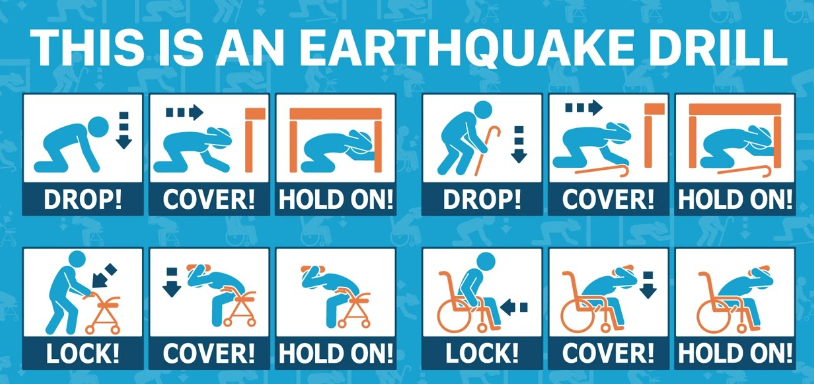 THIS IS AN EARTHQUAKE DRILL
DROP! COVER! HOLD ON!
DROP! COVER! HOLD ON!
LOCK! COVER! HOLD ON!
LOCK! COVER! HOLD ON!